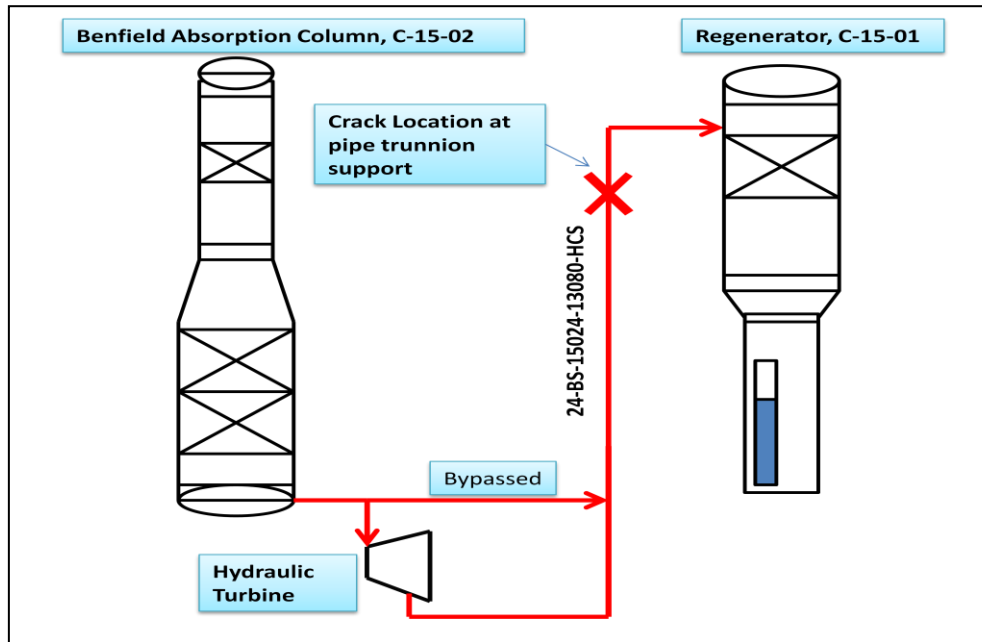 Benfield Absorption Column, C-15-02
Regenerator, C-15-01
Crack Location at
pipe trunnion
support
24-BS-15024-13080-HCS
Bypassed
Hydraulic
Turbine